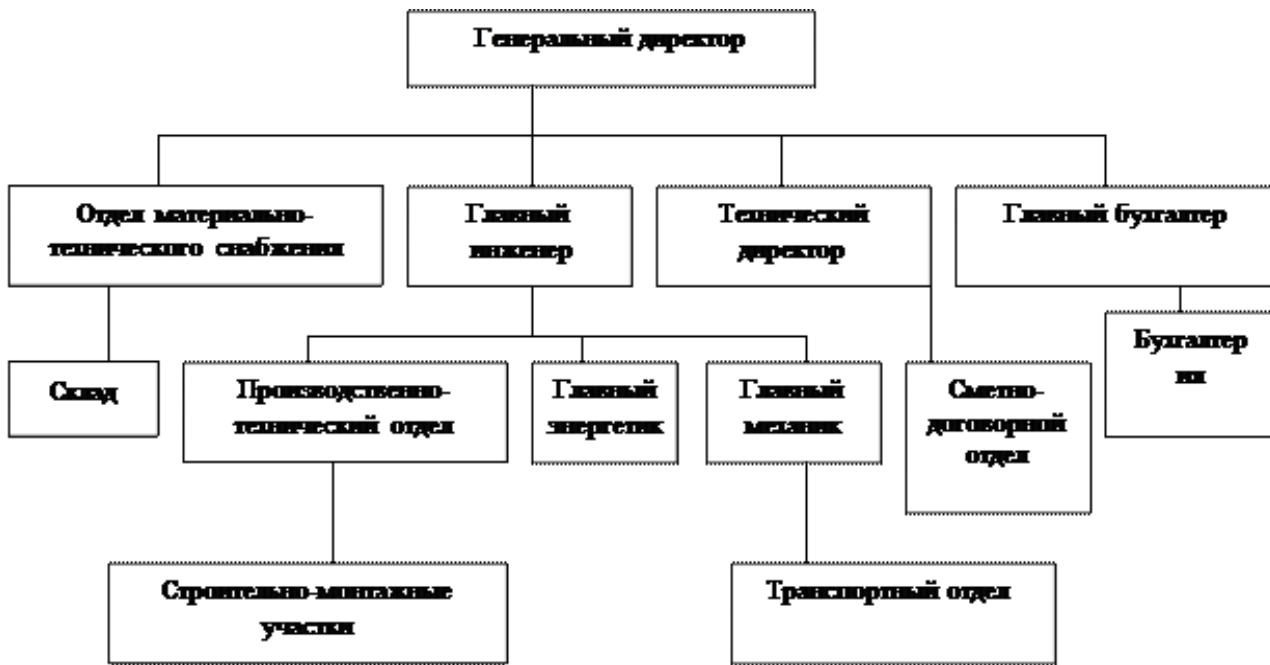 Генеральный директор
Отдел материально-
технического снабжения
Главный
инженер
Технический
директор
Главный бухгалтер
Склад
Производственно-
технический отдел
Главный
энергетик
Главный
механик
Сметно-
договорной
отдел
Бухгалтер
ия
Строительно-монтажные
участки
Транспортный отдел